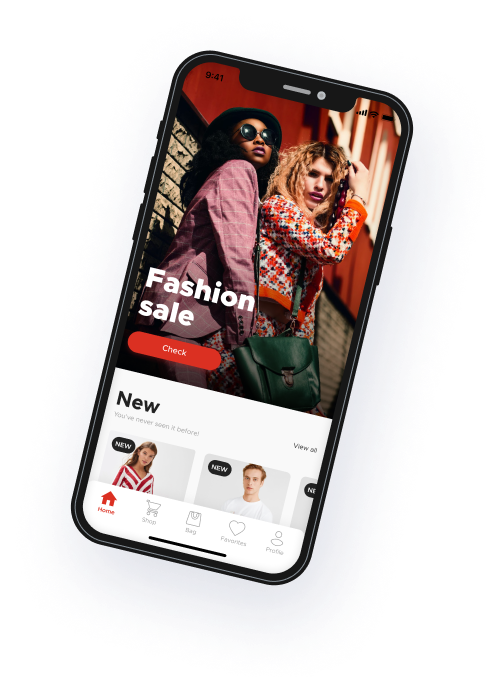 9:41
Fashion
sale
Check
New
You've never seen it before!
View all
NEW
NEW
Home
Shop
Bag
Favorites
Profile